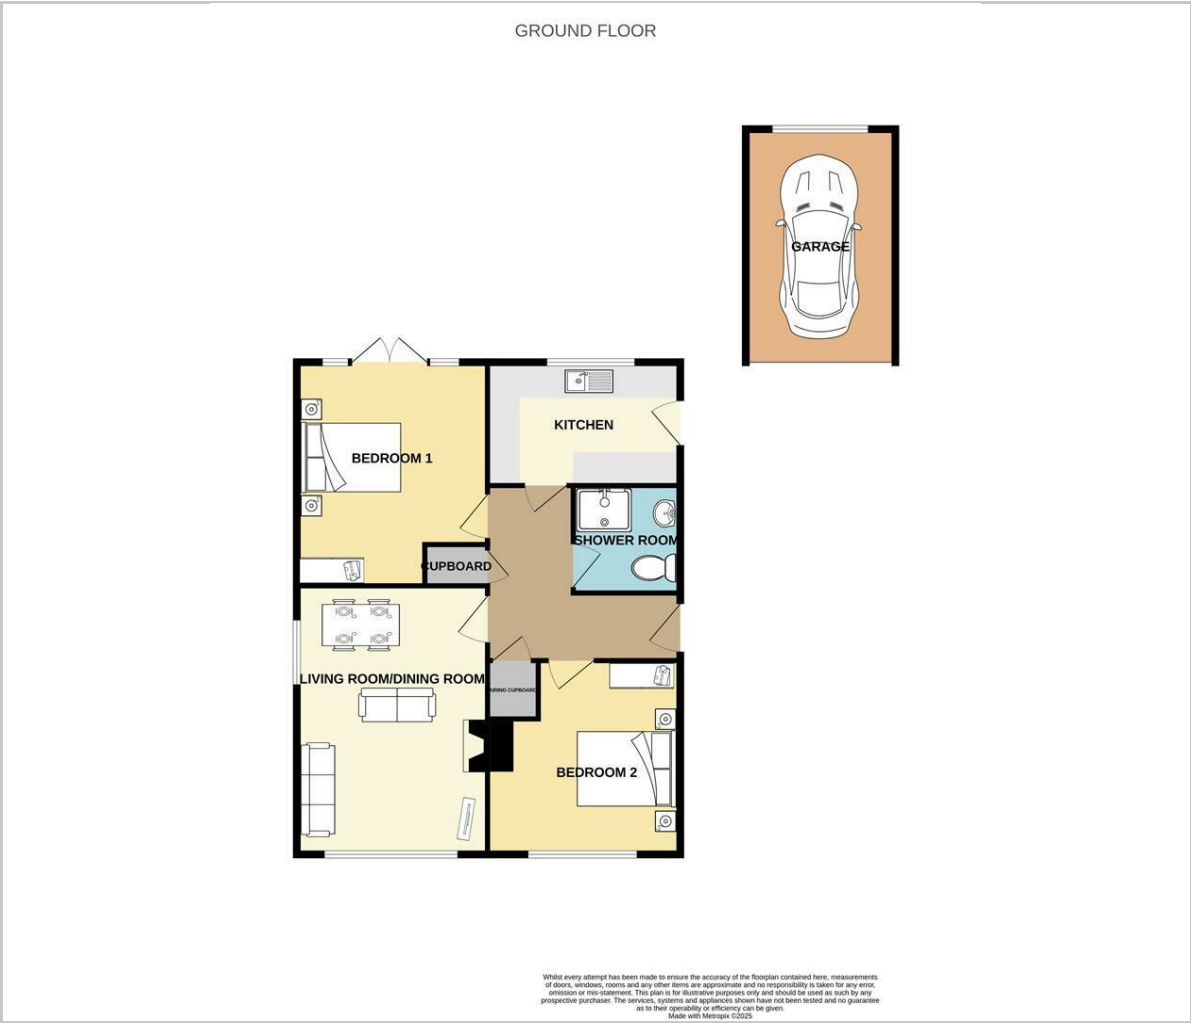 GROUND FLOOR
GARAGE
KITCHEN
BEDROOM 1
SHOWER ROOM
CUPBOARD
LIVING ROOM/DINING ROOM
AIRING CUPBOARD
BEDROOM 2
Whilst every attempt has been made to ensure the accuracy of the floorplan contained here, measurements
of doors, windows, rooms and any other items are approximate and no responsibility is taken for any error,
omission or mis-statement. This plan is for illustrative purposes only and should be used as such by any
prospective purchaser. The services, systems and appliances shown have not been tested and no guarantee
as to their operability or efficiency can be given.
Made with Metropix ©2025